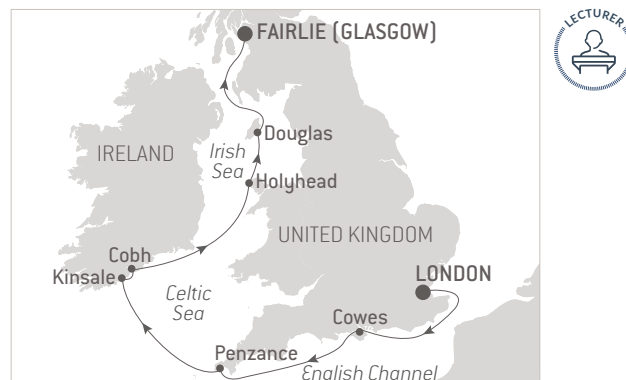 FAIRLIE (GLASGOW)
LECTURER
Douglas
IRELAND
Irish
Sea
Holyhead
UNITED KINGDOM
Cobh
Kinsale
LONDON
Celtic
Sea
Cowes
Penzance
English Channel